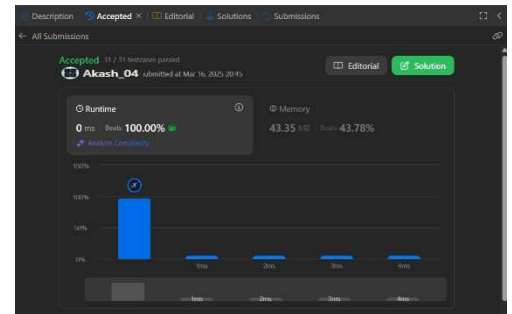 Description | Accepted × | Editorial | Solutions | Submissions
← All Submissions
Accepted 31 / 31 testcases passed
Akash_04 submitted at Mar 16, 2025 20:45
Editorial
Solution
Runtime
0 ms | Beats 100.00%
Analyze Complexity
Memory
43.35 MB | Beats 43.78%
150%
100%
50%
0%
1ms 2ms 3ms 4ms
1ms 2ms 3ms 4ms